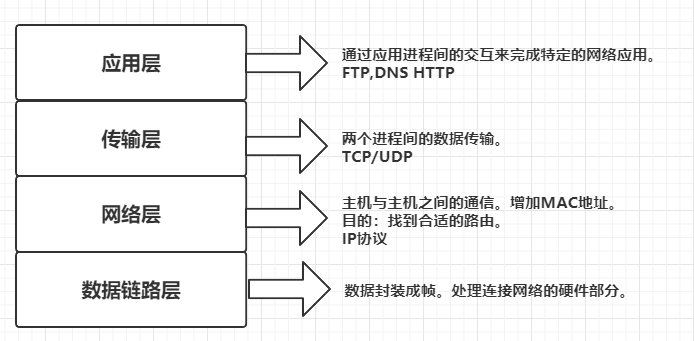 应用层
通过应用进程间的交互来完成特定的网络应用。
FTP,DNS HTTP
传输层
两个进程间的数据传输。
TCP/UDP
网络层
主机与主机之间的通信。增加MAC地址。
目的：找到合适的路由。
IP协议
数据链路层
数据封装成帧。处理连接网络的硬件部分。